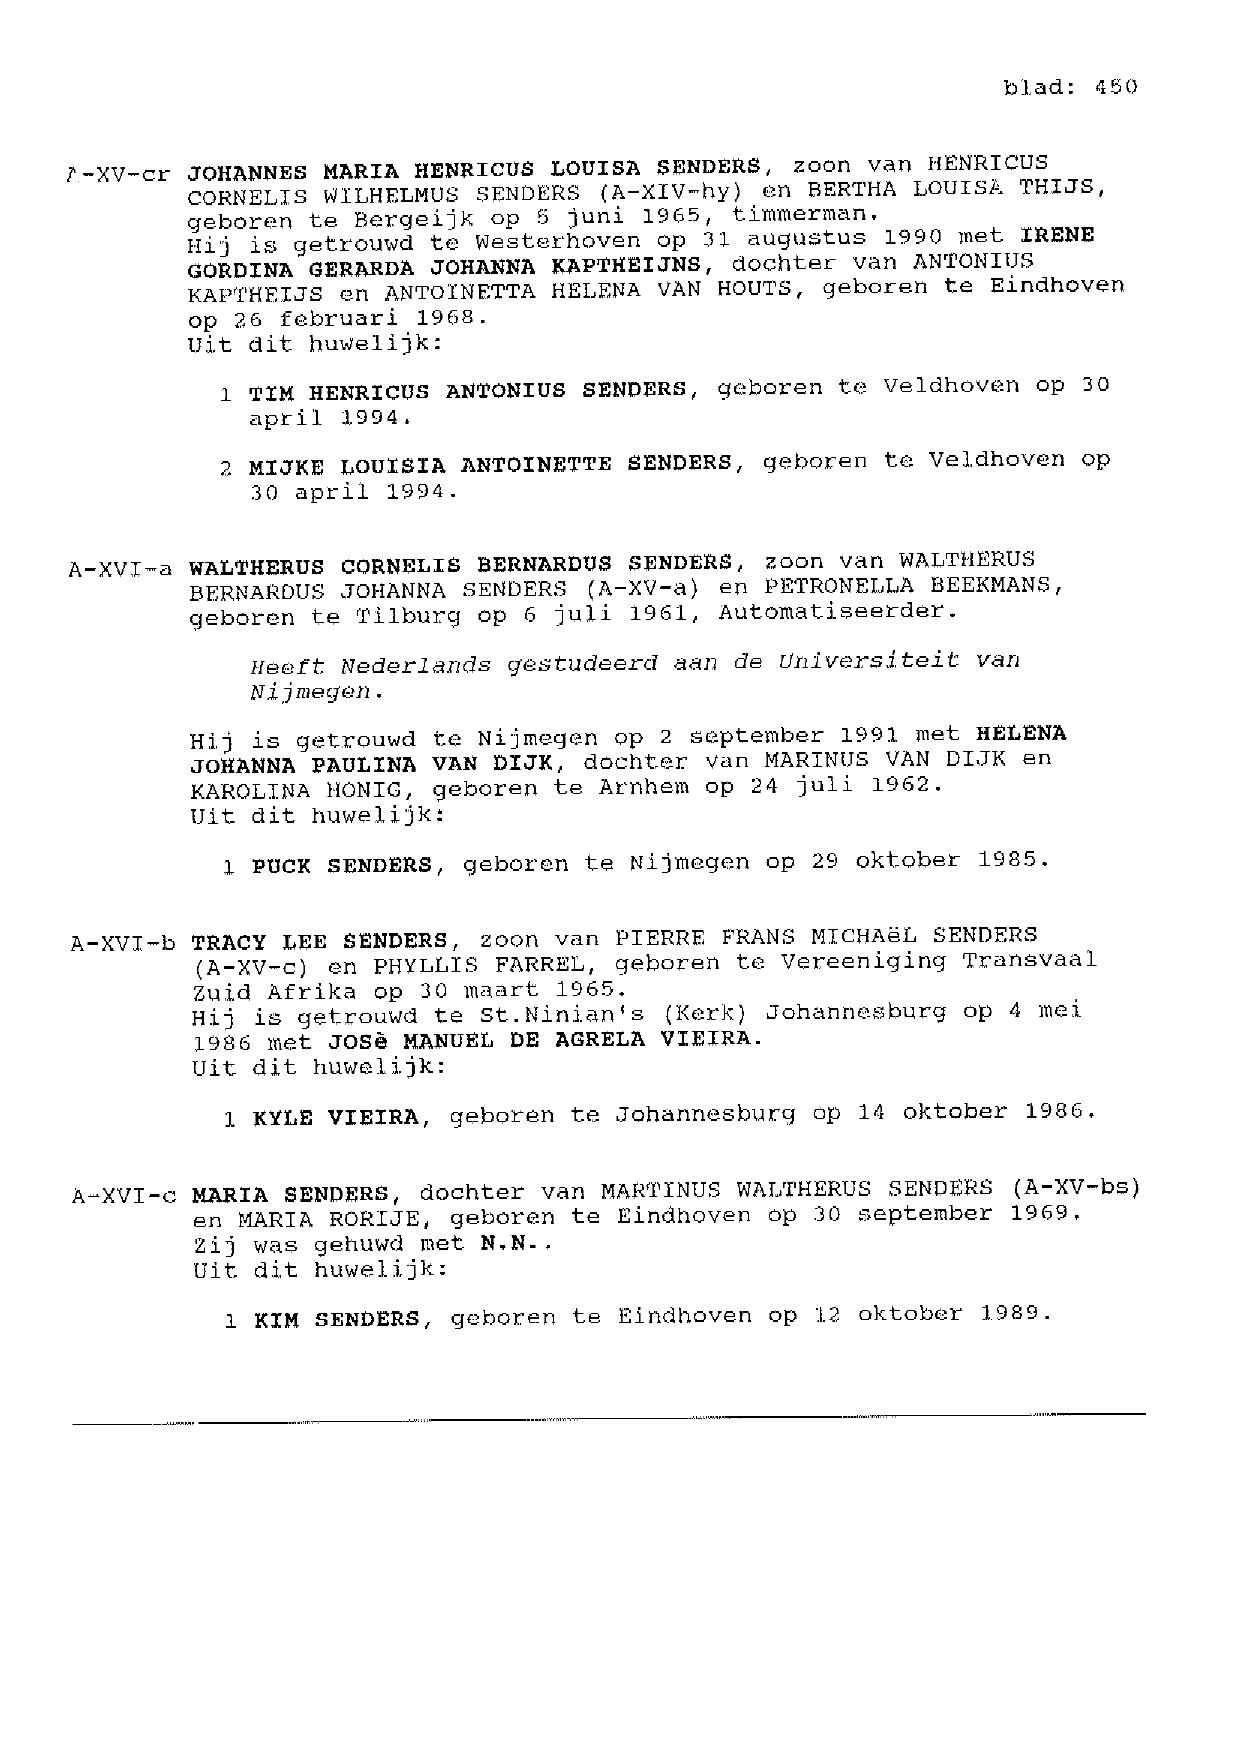 blad: 450
A-XV-cr JOHANNES MARIA HENRICUS LOUISA SENDERS, zoon van HENRICUS
CORNELIS WILHELMUS SENDERS (A-XIV-hy) en BERTHA LOUISA THIJS,
geboren te Bergeijk op 5 juni 1965, timmerman.
Hij is getrouwd te Westerhoven op 31 augustus 1990 met IRENE
GORDINA GERARDA JOHANNA KAPTHEIJNS, dochter van ANTONIUS
KAPTHEIJS en ANTOINETTA HELENA VAN HOUTS, geboren te Eindhoven
op 26 februari 1968.
Uit dit huwelijk:
1 TIM HENRICUS ANTONIUS SENDERS, geboren te Veldhoven op 30
april 1994.
2 MIJKE LOUISIA ANTOINETTE SENDERS, geboren te Veldhoven op
30 april 1994.
A-XVI-a WALTHERUS CORNELIS BERNARDUS SENDERS, zoon van WALTHERUS
BERNARDUS JOHANNA SENDERS (A-XV-a) en PETRONELLA BEEKMANS,
geboren te Tilburg op 6 juli 1961, Automatiseerder.
Heeft Nederlands gestudeerd aan de Universiteit van
Nijmegen.
Hij is getrouwd te Nijmegen op 2 september 1991 met HELENA
JOHANNA PAULINA VAN DIJK, dochter van MARINUS VAN DIJK en
KAROLINA HONIG, geboren te Arnhem op 24 juli 1962.
Uit dit huwelijk:
1 PUCK SENDERS, geboren te Nijmegen op 29 oktober 1985.
A-XVI-b TRACY LEE SENDERS, zoon van PIERRE FRANS MICHAëL SENDERS
(A-XV-c) en PHYLLIS FARREL, geboren te Vereeniging Transvaal
Zuid Afrika op 30 maart 1965.
Hij is getrouwd te St.Ninian's (Kerk) Johannesburg op 4 mei
1986 met JOSè MANUEL DE AGRELA VIEIRA.
Uit dit huwelijk:
1 KYLE VIEIRA, geboren te Johannesburg op 14 oktober 1986.
A-XVI-c MARIA SENDERS, dochter van MARTINUS WALTHERUS SENDERS (A-XV-bs)
en MARIA RORIJE, geboren te Eindhoven op 30 september 1969.
Zij was gehuwd met N.N..
Uit dit huwelijk:
1 KIM SENDERS, geboren te Eindhoven op 12 oktober 1989.